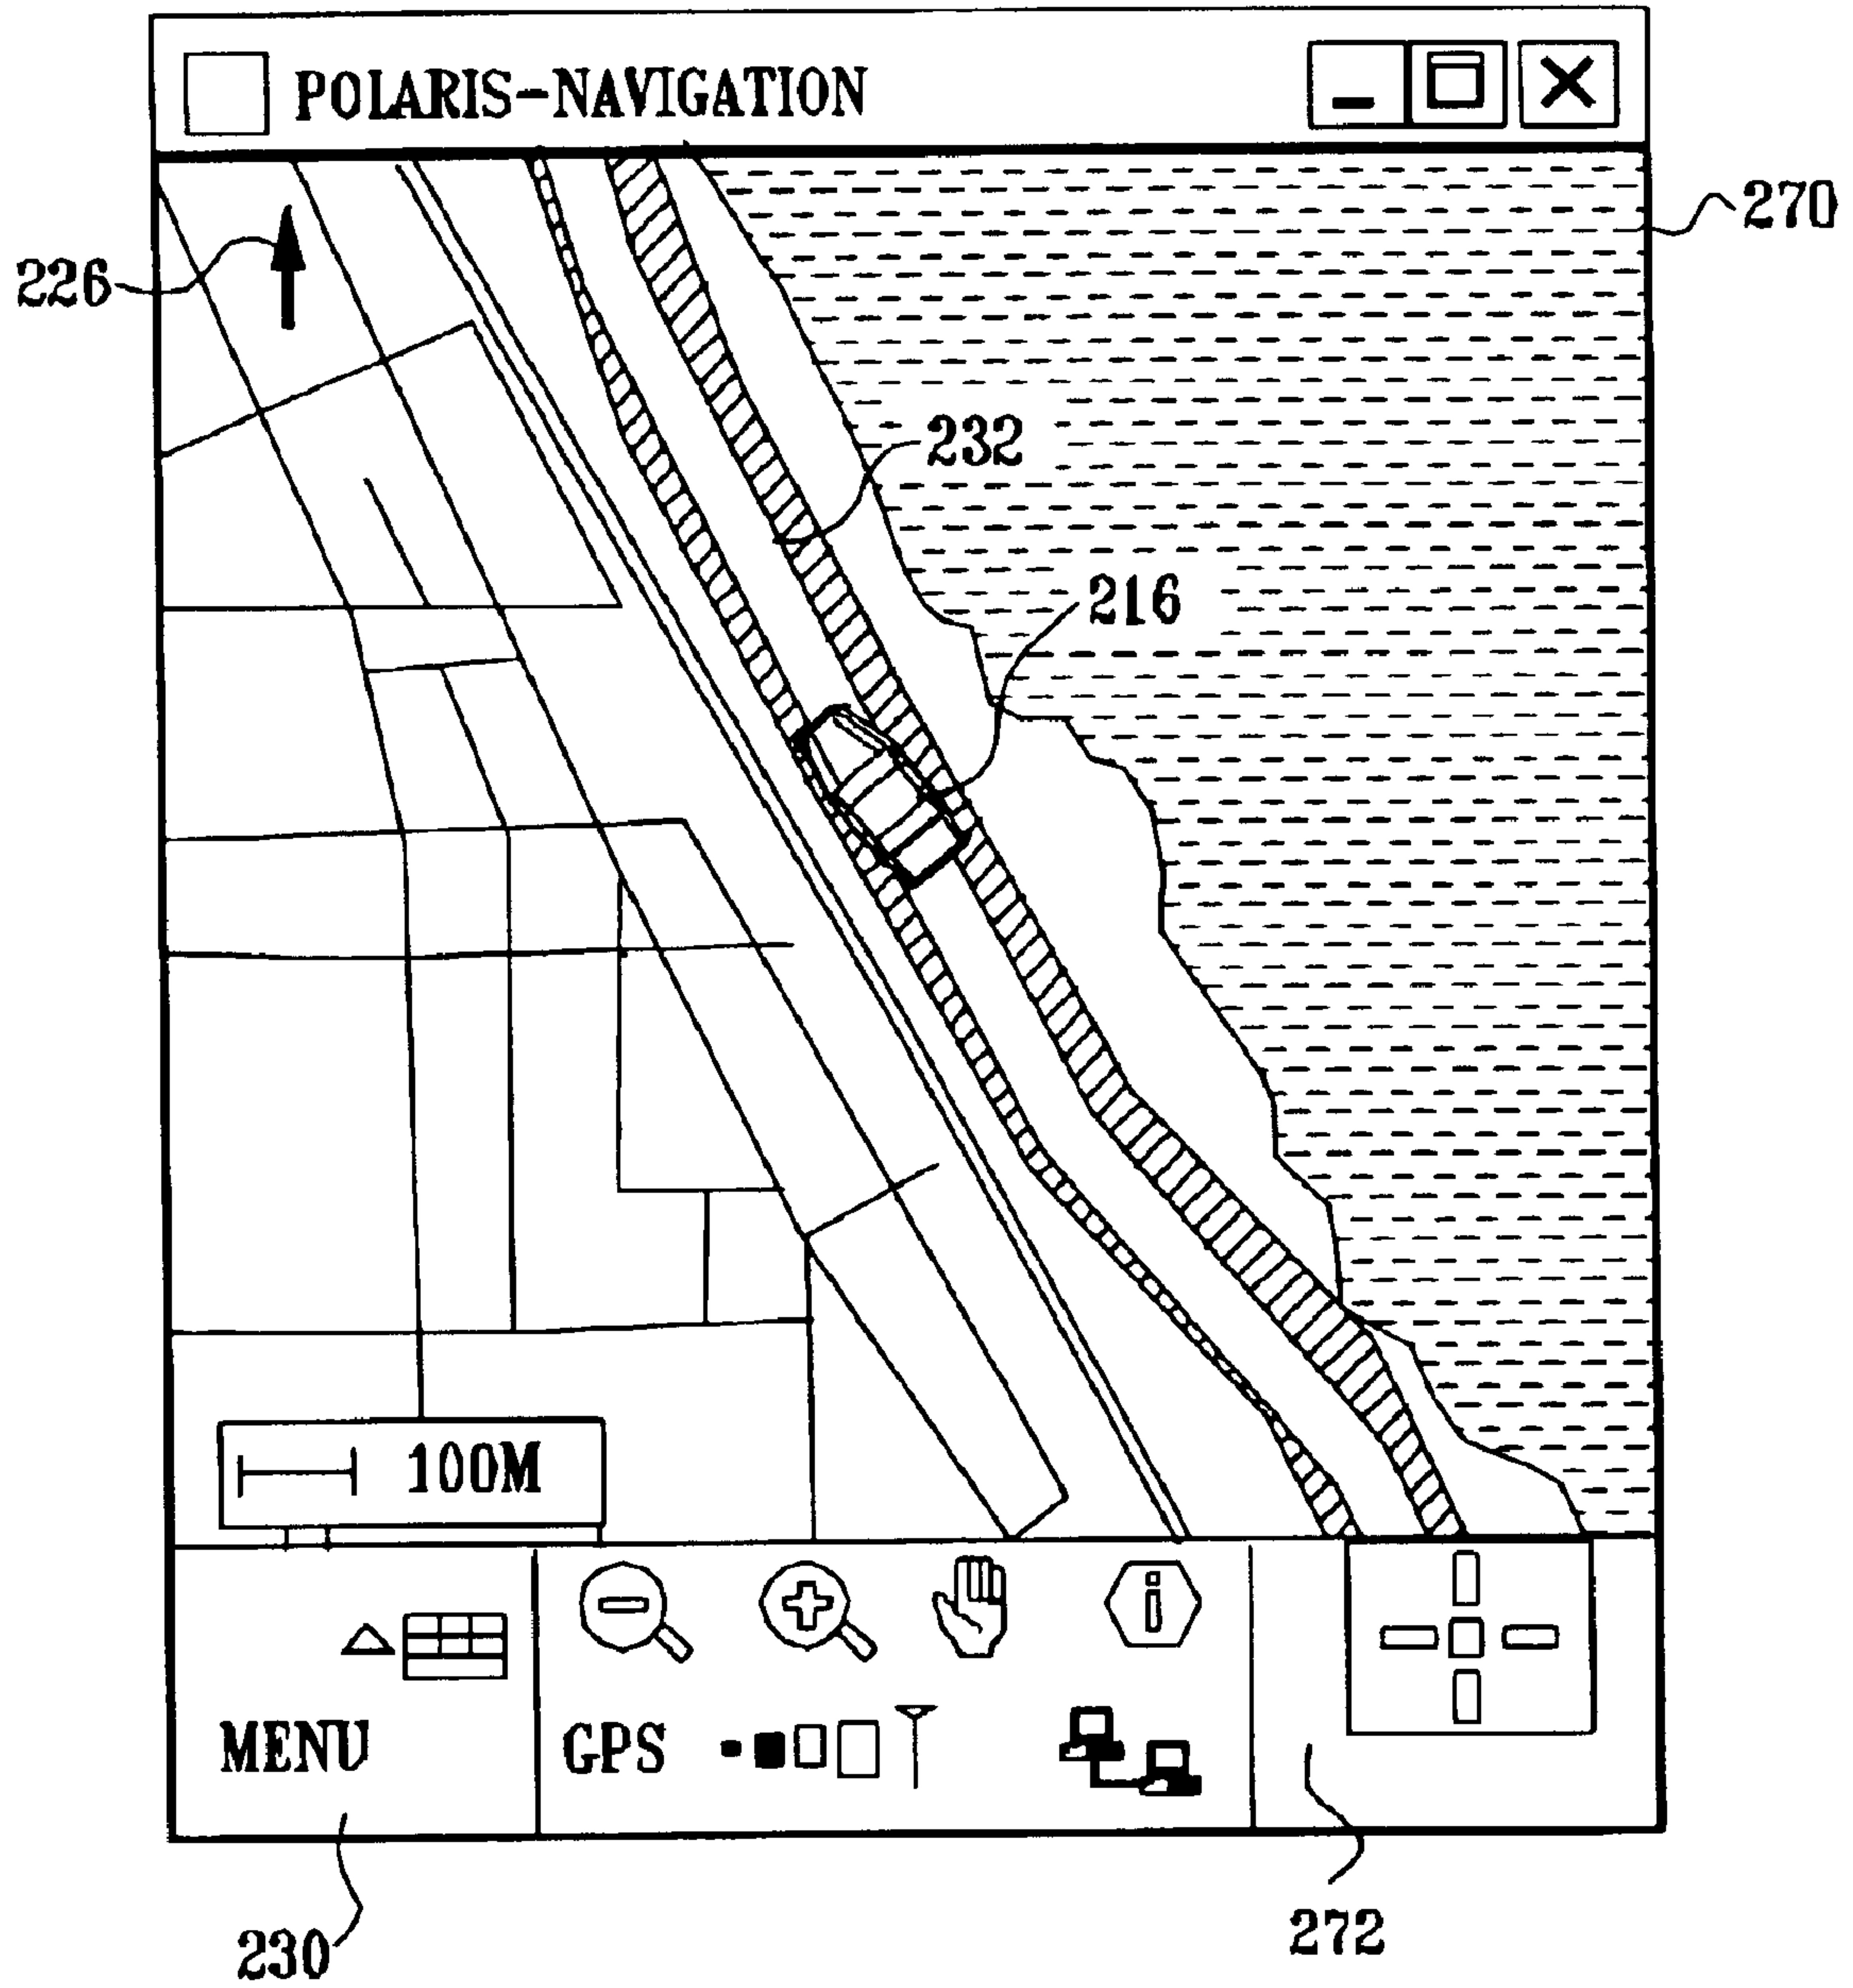 POLARIS-NAVIGATION
270
226
232
216
100M
MENU
GPS
i
230
272